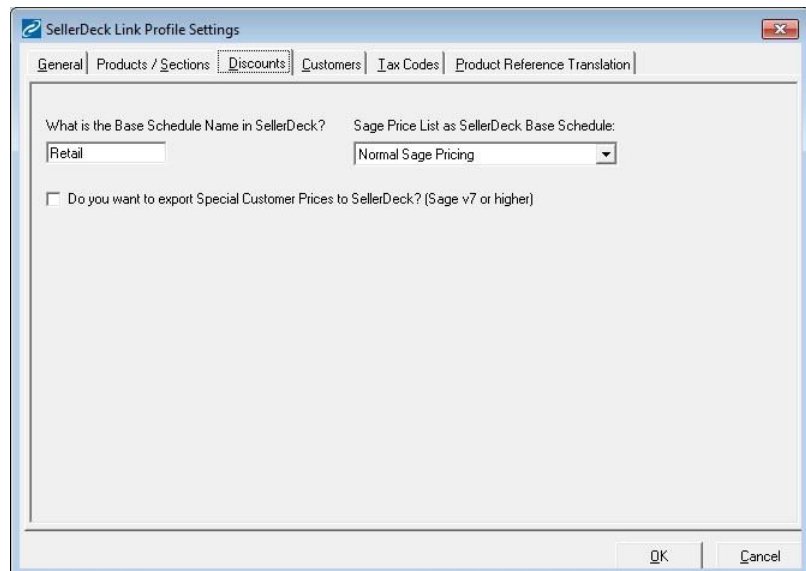 SellerDeck Link Profile Settings
General Products / Sections Discounts Customers Tax Codes Product Reference Translation
What is the Base Schedule Name in SellerDeck? Sage Price List as SellerDeck Base Schedule:
Retail Normal Sage Pricing
Do you want to export Special Customer Prices to SellerDeck? (Sage v7 or higher)
OK Cancel